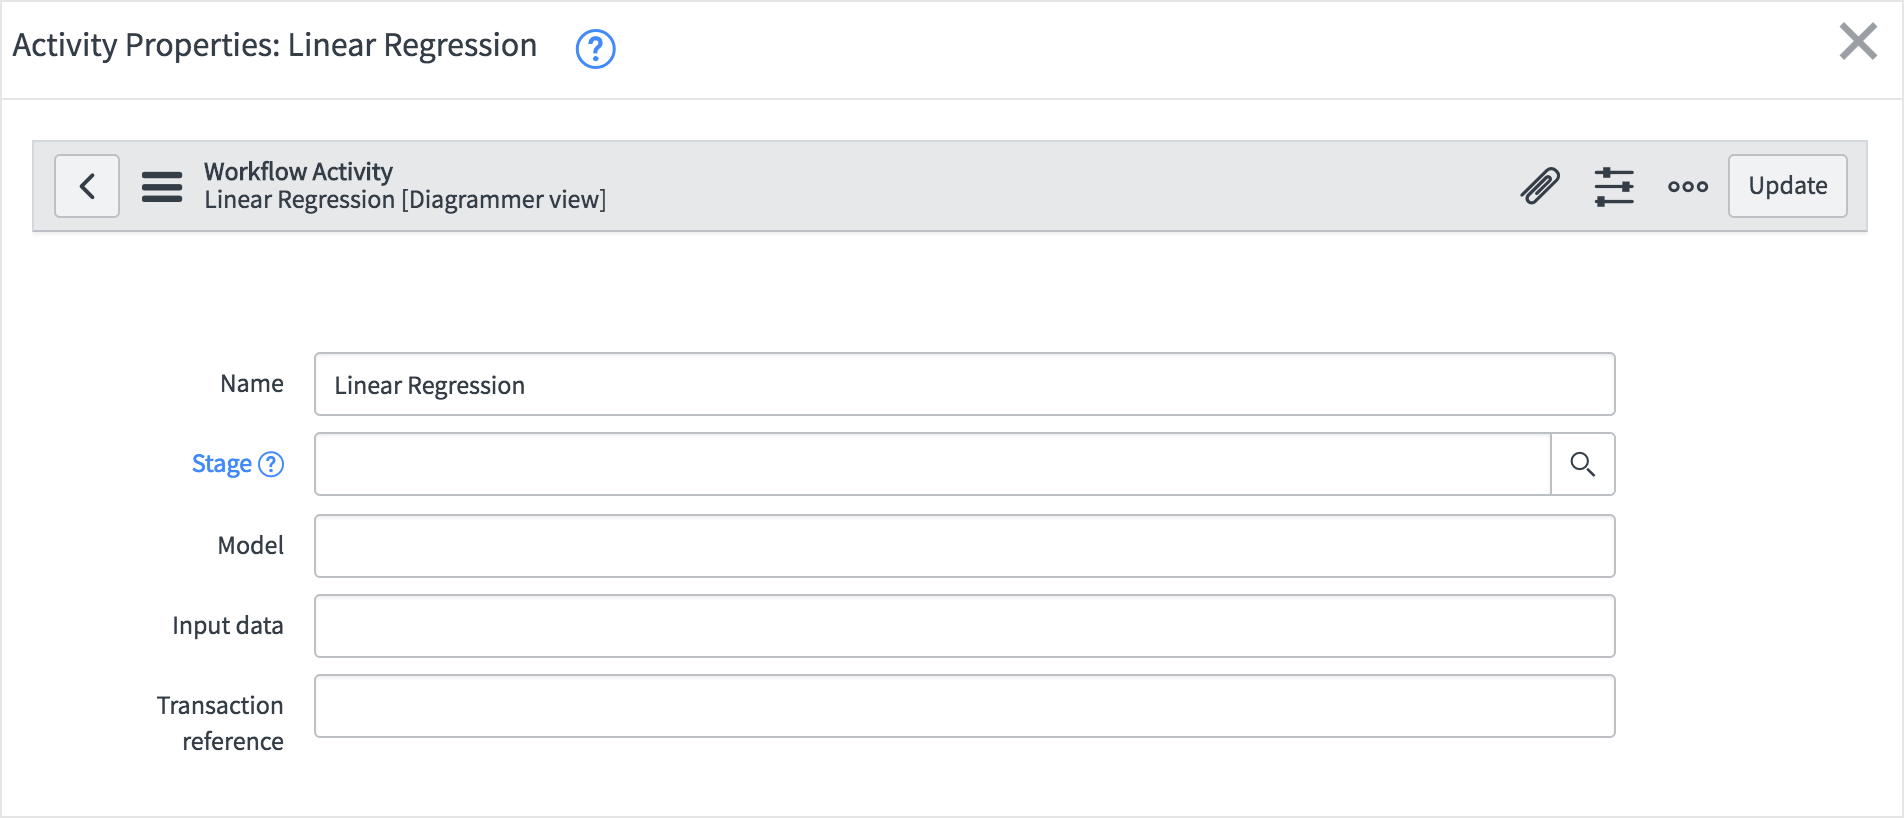 Activity Properties: Linear Regression ?
Workflow Activity
Linear Regression [Diagrammer view]
Update
Name
Linear Regression
Stage ?
Model
Input data
Transaction
reference